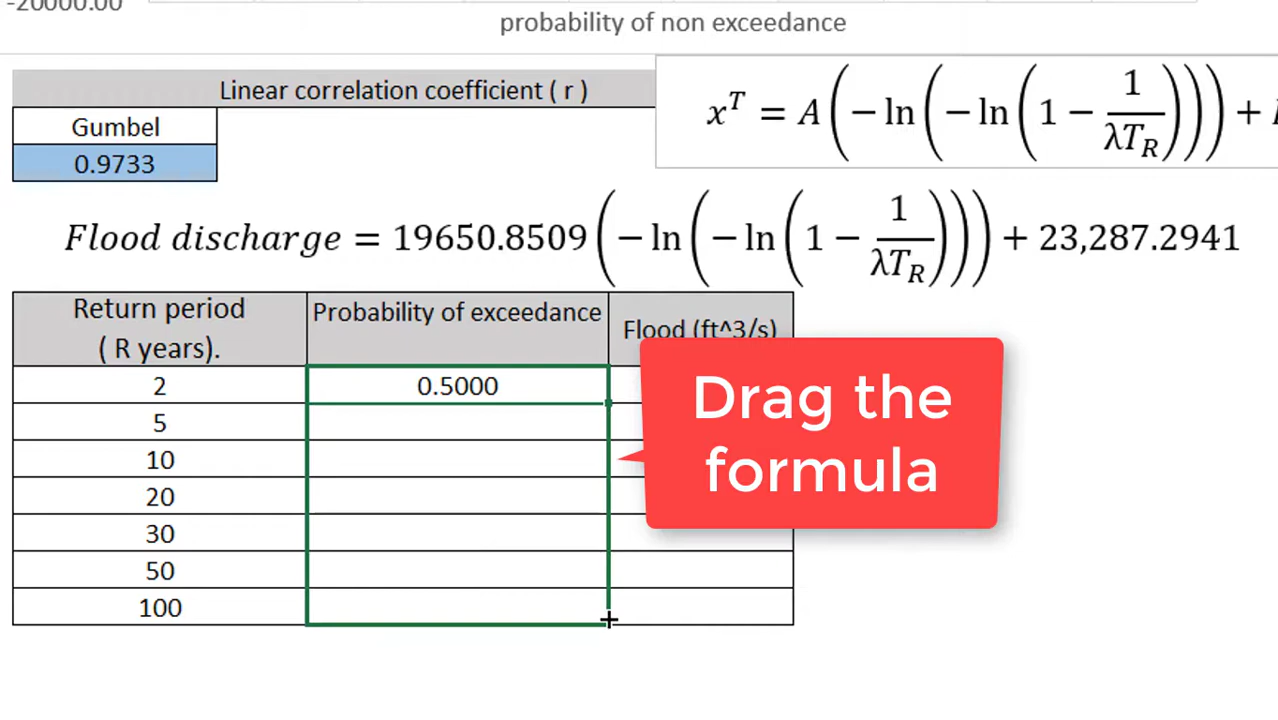 -20000.00
probability of non exceedance
Linear correlation coefficient ( r )
Gumbel
0.9733
x^T = A(−ln(−ln(1 − 1/λT_R))) +
Flood discharge = 19650.8509(−ln(−ln(1 − 1/λT_R))) + 23,287.2941
Return period ( R years). Probability of exceedance Flood (ft^3/s)
2 0.5000
5
10
20
30
50
100
Drag the
formula